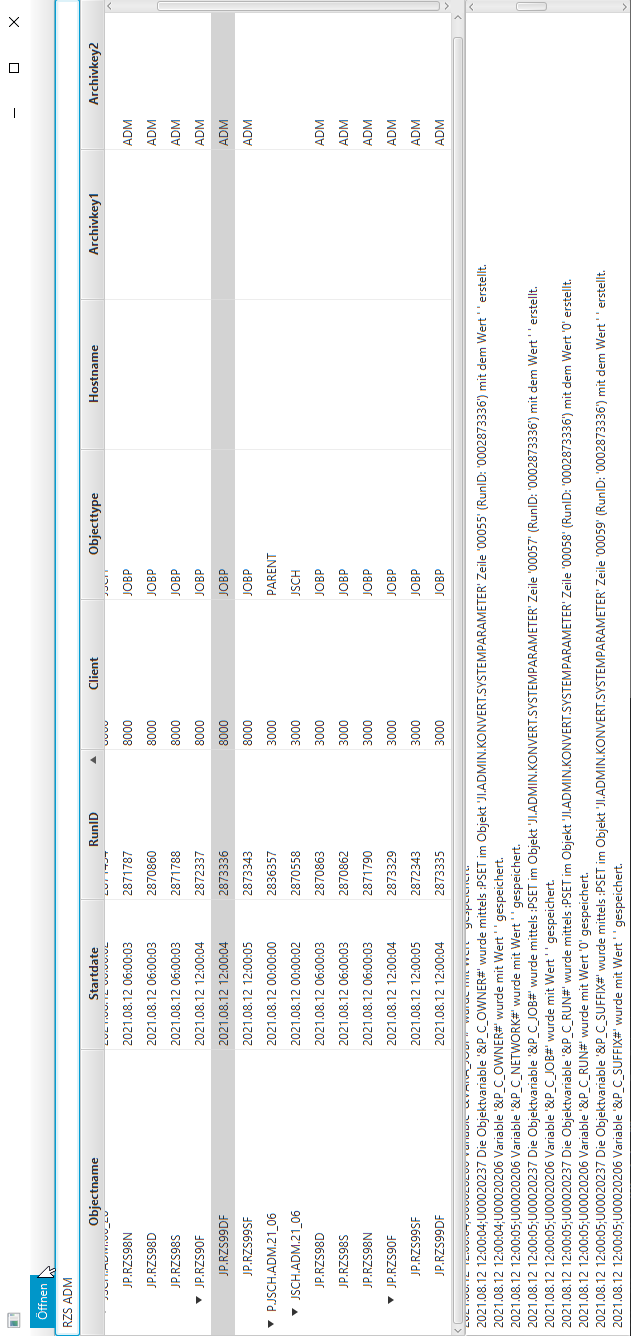 Öffnen
RZS ADM
Objectname Startdate RunID Client Objecttype Hostname Archivkey1 Archivkey2
JP.RZS98N 2021.08.12 06:00:03 2871787 8000 JOBP ADM
JP.RZS98D 2021.08.12 06:00:03 2870860 8000 JOBP ADM
JP.RZS98S 2021.08.12 06:00:03 2871788 8000 JOBP ADM
JP.RZS90F 2021.08.12 12:00:04 2872337 8000 JOBP ADM
JP.RZS99DF 2021.08.12 12:00:04 2873336 8000 JOBP ADM
JP.RZS99SF 2021.08.12 12:00:05 2873343 8000 JOBP ADM
PJSCH.ADM.21_06 2021.08.12 00:00:00 2836357 3000 PARENT
JSCH.ADM.21_06 2021.08.12 00:00:02 2870558 3000 JSCH
JP.RZS98D 2021.08.12 06:00:03 2870863 3000 JOBP ADM
JP.RZS98S 2021.08.12 06:00:03 2870862 3000 JOBP ADM
JP.RZS98N 2021.08.12 06:00:03 2871790 3000 JOBP ADM
JP.RZS90F 2021.08.12 12:00:04 2873329 3000 JOBP ADM
JP.RZS99SF 2021.08.12 12:00:05 2872343 3000 JOBP ADM
JP.RZS99DF 2021.08.12 12:00:04 2873335 3000 JOBP ADM
2021.08.12 12:00:04;U00020237 Die Objektvariable '&P_C_OWNER#' wurde mittels :PSET im Objekt 'JI.ADMIN.KONVERT.SYSTEMPARAMETER' Zeile '00055' (RunID: '0002873336') mit dem Wert ' ' erstellt.
2021.08.12 12:00:04;U00020206 Variable '&P_C_OWNER#' wurde mit Wert ' ' gespeichert.
2021.08.12 12:00:05;U00020206 Variable '&P_C_NETWORK#' wurde mit Wert ' ' gespeichert.
2021.08.12 12:00:05;U00020237 Die Objektvariable '&P_C_JOB#' wurde mittels :PSET im Objekt 'JI.ADMIN.KONVERT.SYSTEMPARAMETER' Zeile '00057' (RunID: '0002873336') mit dem Wert ' ' erstellt.
2021.08.12 12:00:05;U00020206 Variable '&P_C_JOB#' wurde mit Wert ' ' gespeichert.
2021.08.12 12:00:05;U00020237 Die Objektvariable '&P_C_RUN#' wurde mittels :PSET im Objekt 'JI.ADMIN.KONVERT.SYSTEMPARAMETER' Zeile '00058' (RunID: '0002873336') mit dem Wert '0' erstellt.
2021.08.12 12:00:05;U00020206 Variable '&P_C_RUN#' wurde mit Wert '0' gespeichert.
2021.08.12 12:00:05;U00020237 Die Objektvariable '&P_C_SUFFIX#' wurde mittels :PSET im Objekt 'JI.ADMIN.KONVERT.SYSTEMPARAMETER' Zeile '00059' (RunID: '0002873336') mit dem Wert ' ' erstellt.
2021.08.12 12:00:05;U00020206 Variable '&P_C_SUFFIX#' wurde mit Wert ' ' gespeichert.